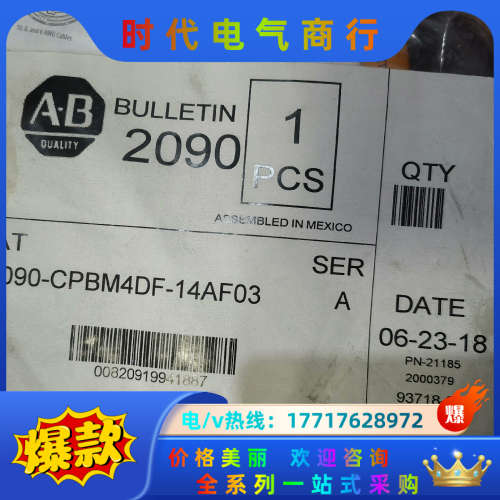 时代电气商行
A-B
QUALITY
BULLETIN
2090
1
PCS
ASSEMBLED IN MEXICO
QTY
AT
SER
090-CPBM4DF-14AF03
A
DATE
06-23-18
PN-21185
2000379
93718
00820919941887
爆款
电/v热线：17717628972
爆
价格美丽 欢迎咨询
全系列一站式采购